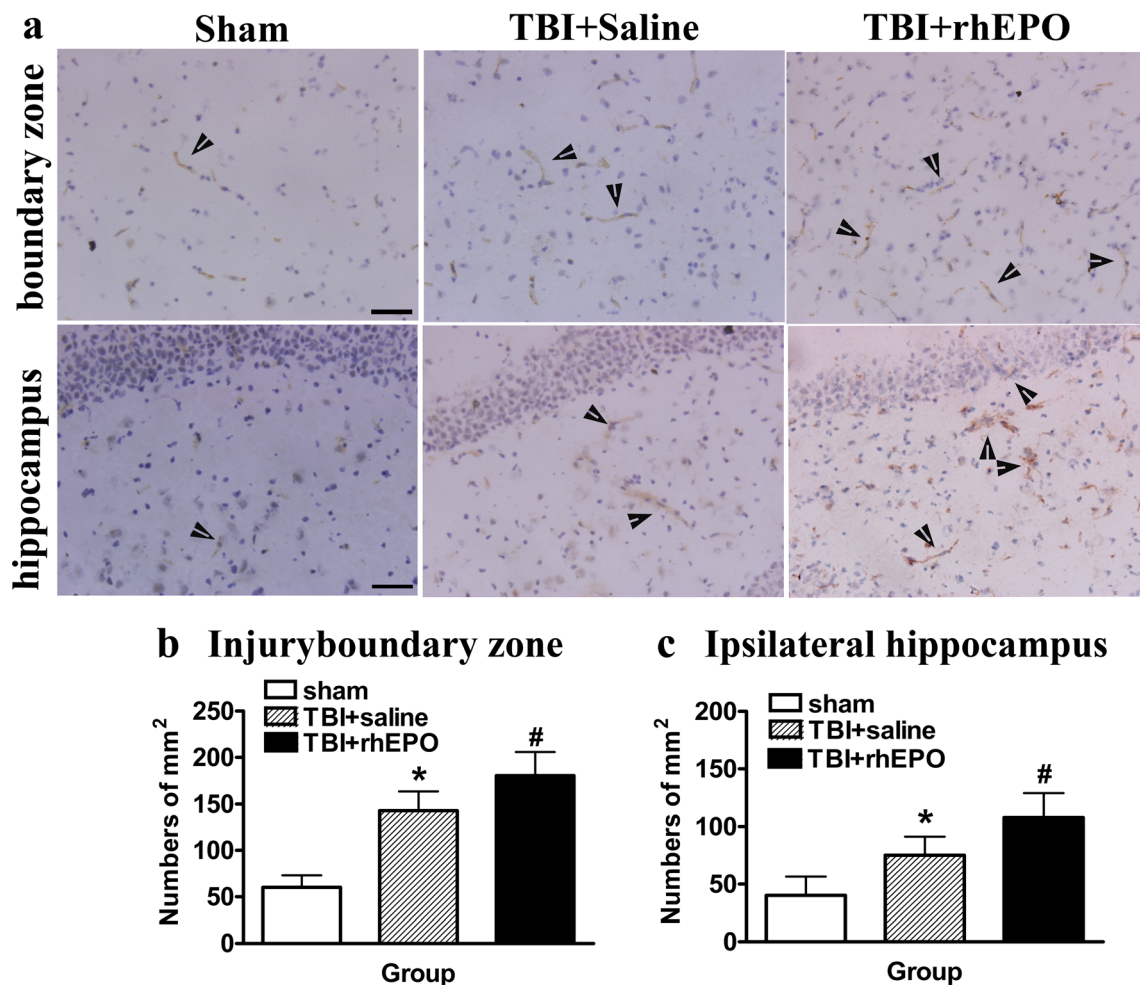 a
Sham
TBI+Saline
TBI+rhEPO
boundary zone
hippocampus
b Injuryboundary zone
sham
TBI+saline
TBI+rhEPO
Numbers of mm²
250
200
150
100
50
0
*
#
Group
c Ipsilateral hippocampus
sham
TBI+saline
TBI+rhEPO
Numbers of mm²
200
150
100
50
0
*
#
Group